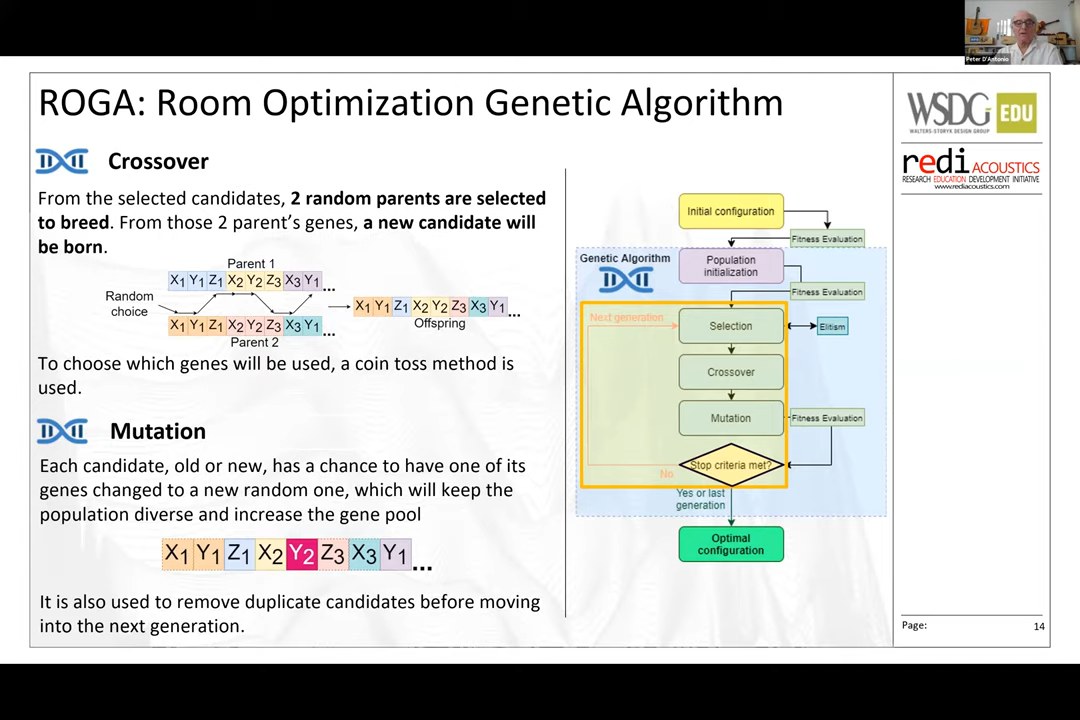 Peter D'Antonio
ROGA: Room Optimization Genetic Algorithm
WSDG EDU
WALTERS-STORYK DESIGN GROUP
redi ACOUSTICS
RESEARCH EDUCATION DEVELOPMENT INITIATIVE
www.rediacoustics.com
Crossover
From the selected candidates, 2 random parents are selected
to breed. From those 2 parent's genes, a new candidate will
be born.
Parent 1
X1 Y1 Z1 X2 Y2 Z3 X3 Y1 ...
Random
choice
X1 Y1 Z1 X2 Y2 Z3 X3 Y1 ...
Offspring
X1 Y1 Z1 X2 Y2 Z3 X3 Y1 ...
Parent 2
To choose which genes will be used, a coin toss method is
used.
Mutation
Each candidate, old or new, has a chance to have one of its
genes changed to a new random one, which will keep the
population diverse and increase the gene pool
X1 Y1 Z1 X2 Y2 Z3 X3 Y1 ...
It is also used to remove duplicate candidates before moving
into the next generation.
Initial configuration
Fitness Evaluation
Genetic Algorithm
Population
initialization
Fitness Evaluation
Next generation
Selection
Elitism
Crossover
Mutation
Fitness Evaluation
Stop criteria met?
No
Yes or last
generation
Optimal
configuration
Page: 14